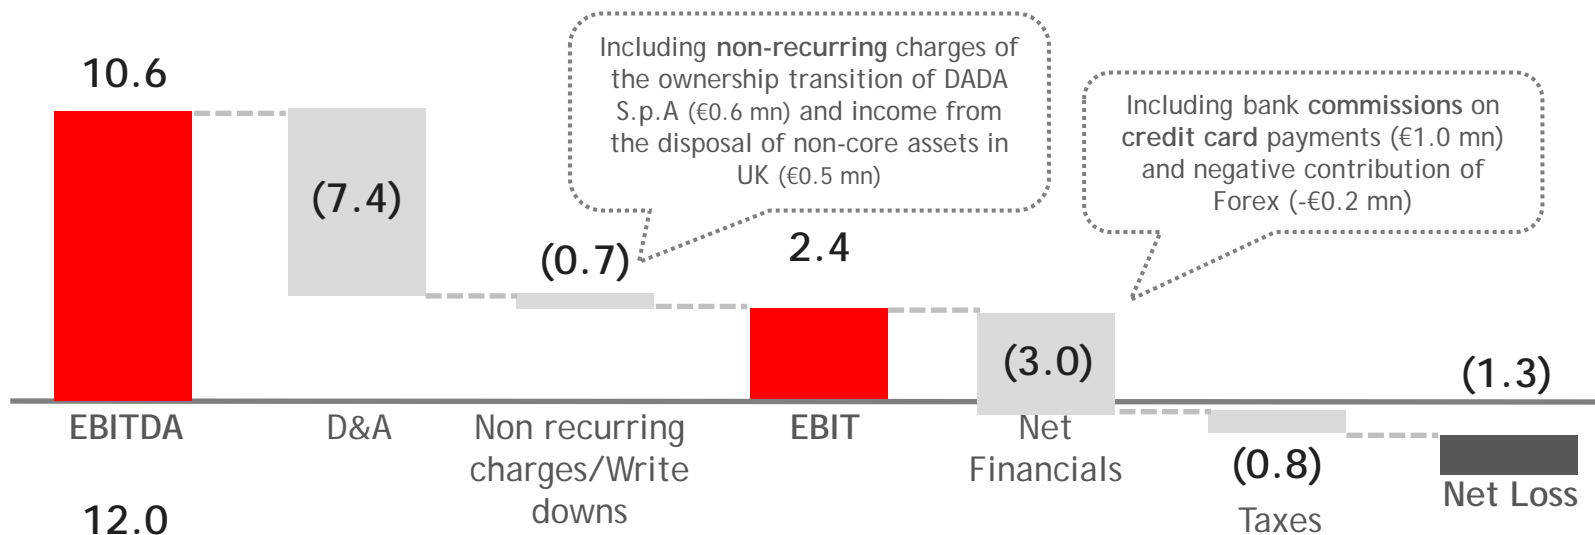 Including non-recurring charges of
the ownership transition of DADA
S.p.A (€0.6 mn) and income from
the disposal of non-core assets in
UK (€0.5 mn)
Including bank commissions on
credit card payments (€1.0 mn)
and negative contribution of
Forex (-€0.2 mn)
10.6
(7.4)
(0.7)
2.4
(3.0)
(0.8)
(1.3)
EBITDA
D&A
Non recurring
charges/Write
downs
EBIT
Net
Financials
Taxes
Net Loss
12.0